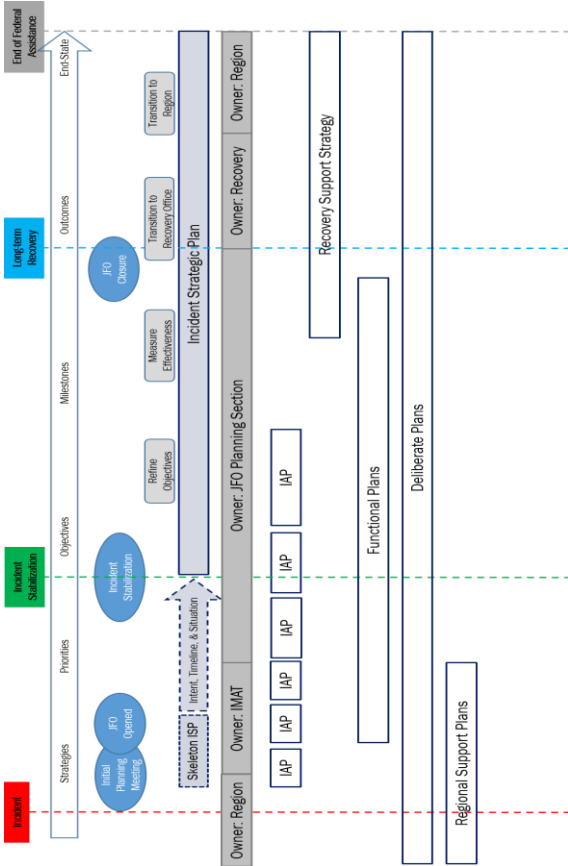 Incident
Incident
Stabilization
Long-term
Recovery
End of Federal
Assistance
Strategies
Priorities
Objectives
Milestones
Outcomes
End-State
Initial
Planning
Meeting
JFO
Opened
Incident
Stabilization
JFO
Closure
Refine
Objectives
Measure
Effectiveness
Transition to
Recovery Office
Transition to
Region
Skeleton ISP
Intent, Timeline, & Situation
Incident Strategic Plan
Owner: Region
Owner: IMAT
Owner: JFO Planning Section
Owner: Recovery
Owner: Region
IAP
IAP
IAP
IAP
IAP
IAP
Recovery Support Strategy
Functional Plans
Deliberate Plans
Regional Support Plans